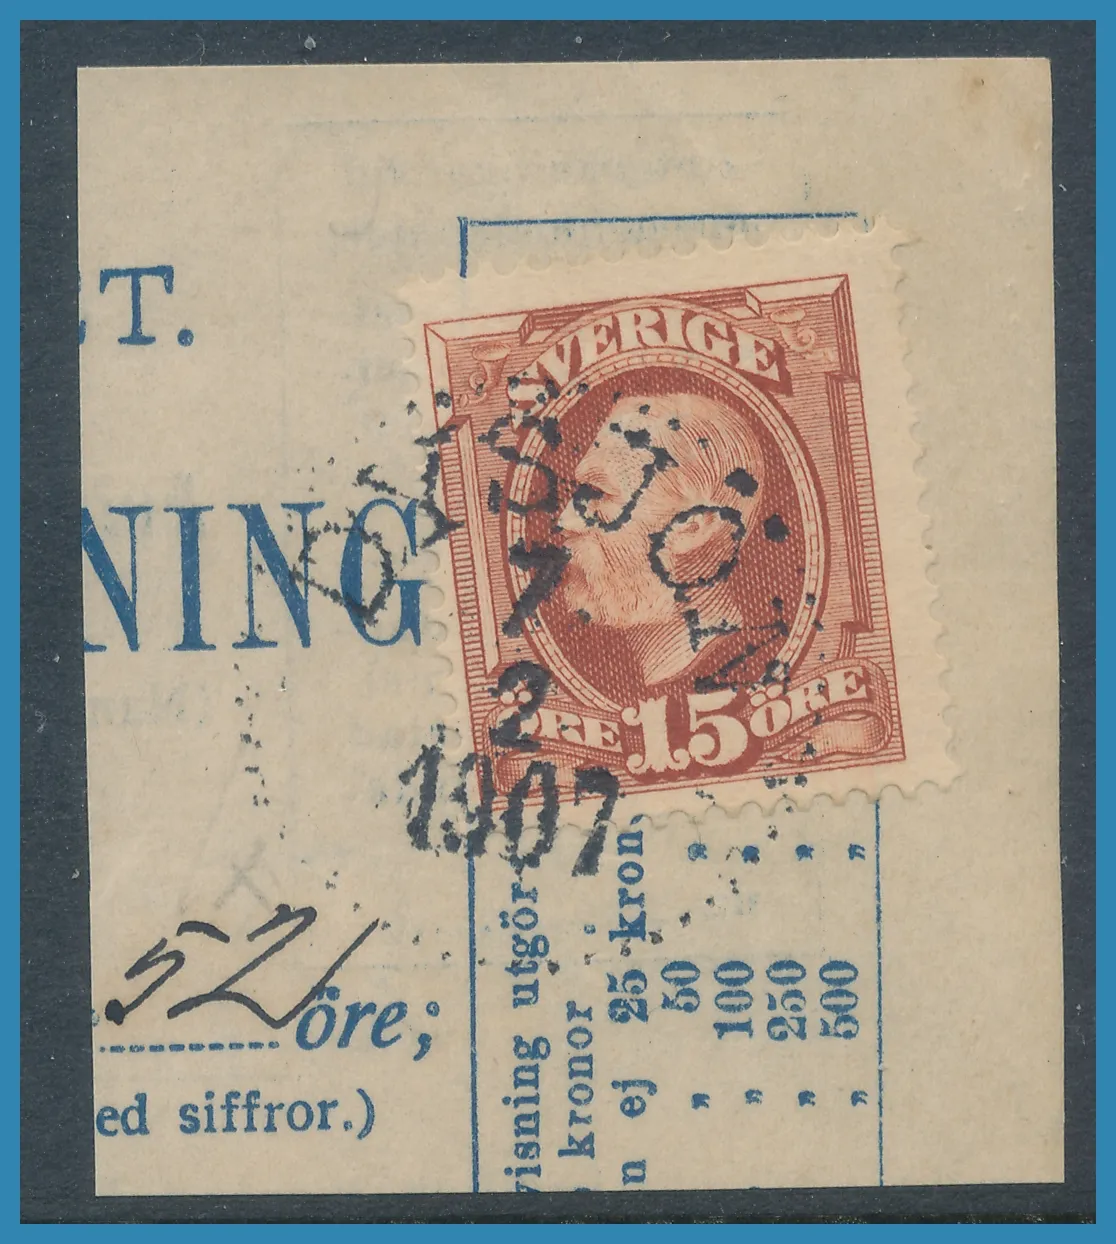 T.
NING
SVERIGE
ÖRE 15 ÖRE
7
2
1907
52 öre;
ed siffror.)
visning utgör
kronor
n ej 25 kron.
„ 50 „
„ 100 „
„ 250 „
„ 500 „